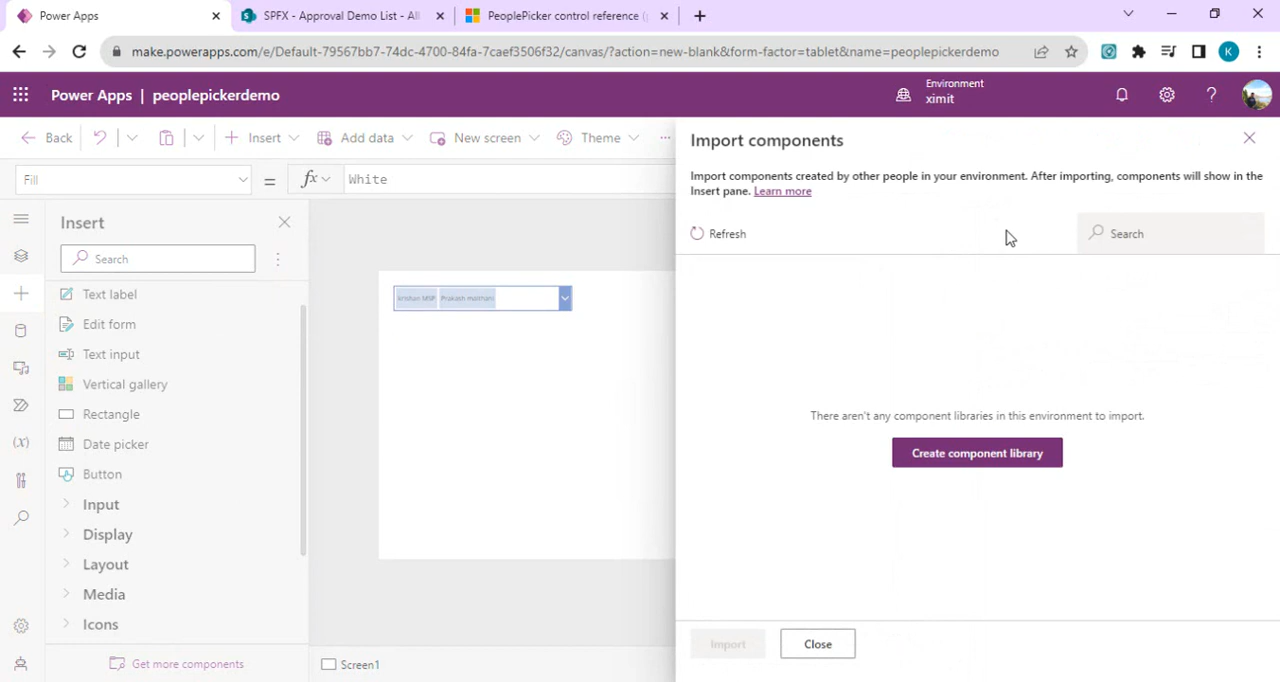 Power Apps
SPFX - Approval Demo List - All
PeoplePicker control reference (
make.powerapps.com/e/Default-79567bb7-74dc-4700-84fa-7caef3506f32/canvas/?action=new-blank&form-factor=tablet&name=peoplepickerdemo
K
Power Apps | peoplepickerdemo
Environment
ximit
Back
Insert
Add data
New screen
Theme
Fill
=
fx
White
Insert
Search
Text label
Edit form
Text input
Vertical gallery
Rectangle
Date picker
Button
Input
Display
Layout
Media
Icons
Get more components
krishan MSP
Prakash maithani
Screen1
Import components
Import components created by other people in your environment. After importing, components will show in the
Insert pane. Learn more
Refresh
Search
There aren't any component libraries in this environment to import.
Create component library
Import
Close